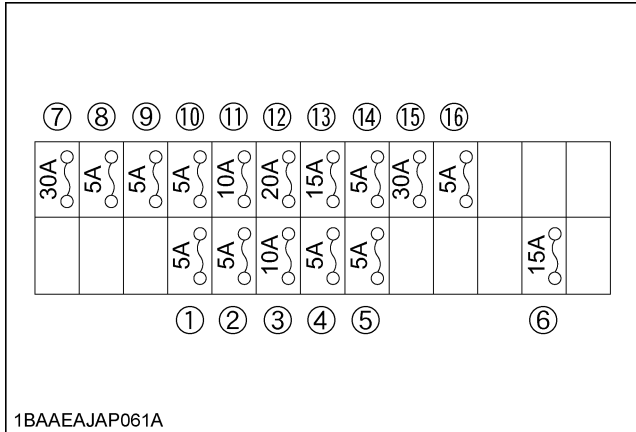 ⑦ ⑧ ⑨ ⑩ ⑪ ⑫ ⑬ ⑭ ⑮ ⑯
30A 5A 5A 5A 10A 20A 15A 5A 30A 5A
5A 5A 10A 5A 5A 15A
① ② ③ ④ ⑤ ⑥
1BAAEAJAP061A